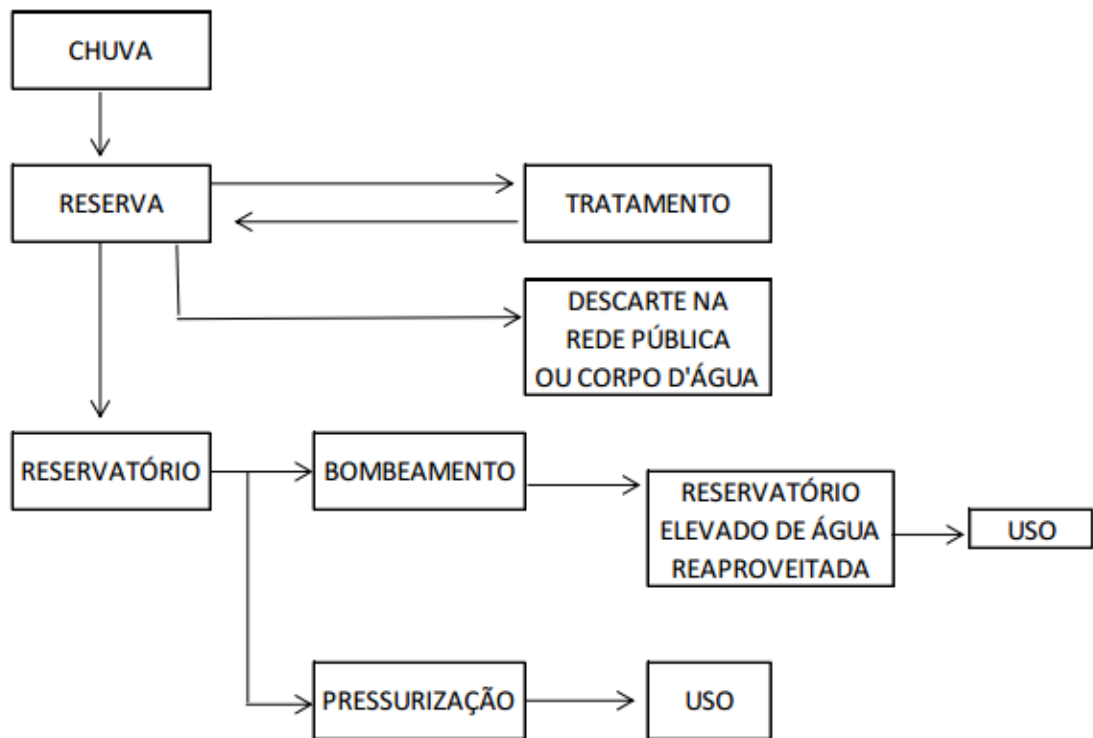 CHUVA
RESERVA
TRATAMENTO
DESCARTE NA
REDE PÚBLICA
OU CORPO D'ÁGUA
RESERVATÓRIO
BOMBEAMENTO
RESERVATÓRIO
ELEVADO DE ÁGUA
REAPROVEITADA
USO
PRESSURIZAÇÃO
USO